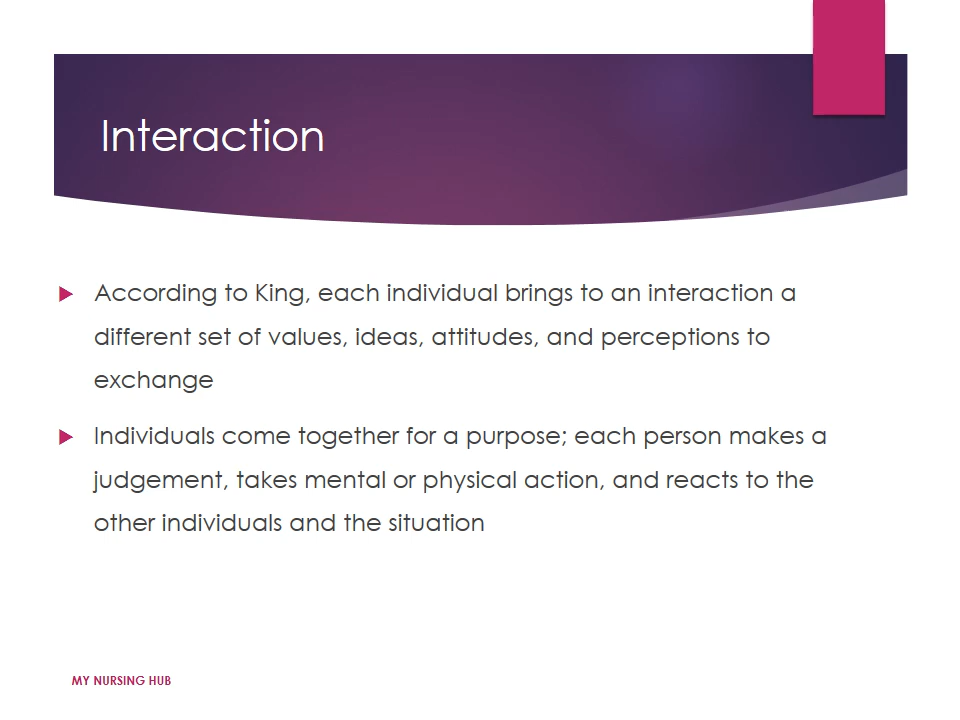 Interaction
According to King, each individual brings to an interaction a
different set of values, ideas, attitudes, and perceptions to
exchange
Individuals come together for a purpose; each person makes a
judgement, takes mental or physical action, and reacts to the
other individuals and the situation
MY NURSING HUB